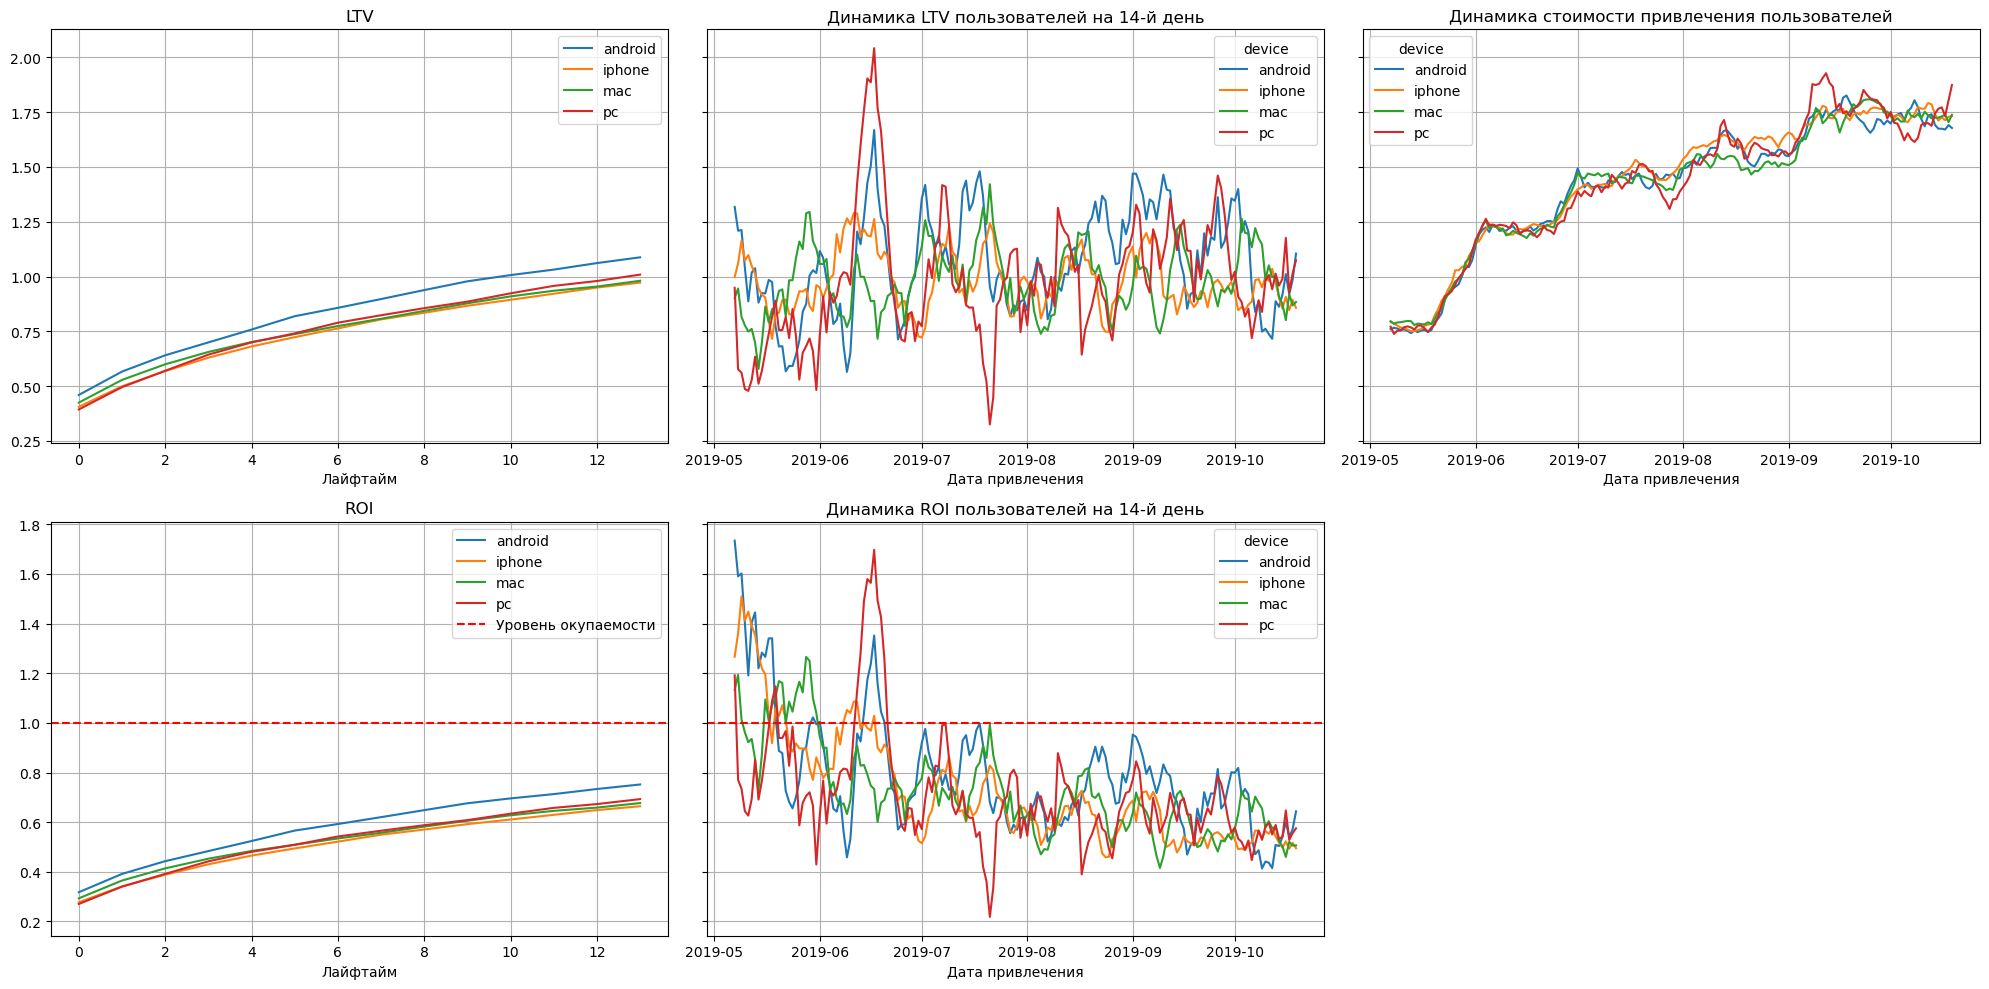 LTV
android
iphone
mac
pc
2.00
1.75
1.50
1.25
1.00
0.75
0.50
0.25
0 2 4 6 8 10 12
Лайфтайм
Динамика LTV пользователей на 14-й день
device
android
iphone
mac
pc
2019-05 2019-06 2019-07 2019-08 2019-09 2019-10
Дата привлечения
Динамика стоимости привлечения пользователей
device
android
iphone
mac
pc
2019-05 2019-06 2019-07 2019-08 2019-09 2019-10
Дата привлечения
ROI
android
iphone
mac
pc
Уровень окупаемости
1.8
1.6
1.4
1.2
1.0
0.8
0.6
0.4
0.2
0 2 4 6 8 10 12
Лайфтайм
Динамика ROI пользователей на 14-й день
device
android
iphone
mac
pc
2019-05 2019-06 2019-07 2019-08 2019-09 2019-10
Дата привлечения